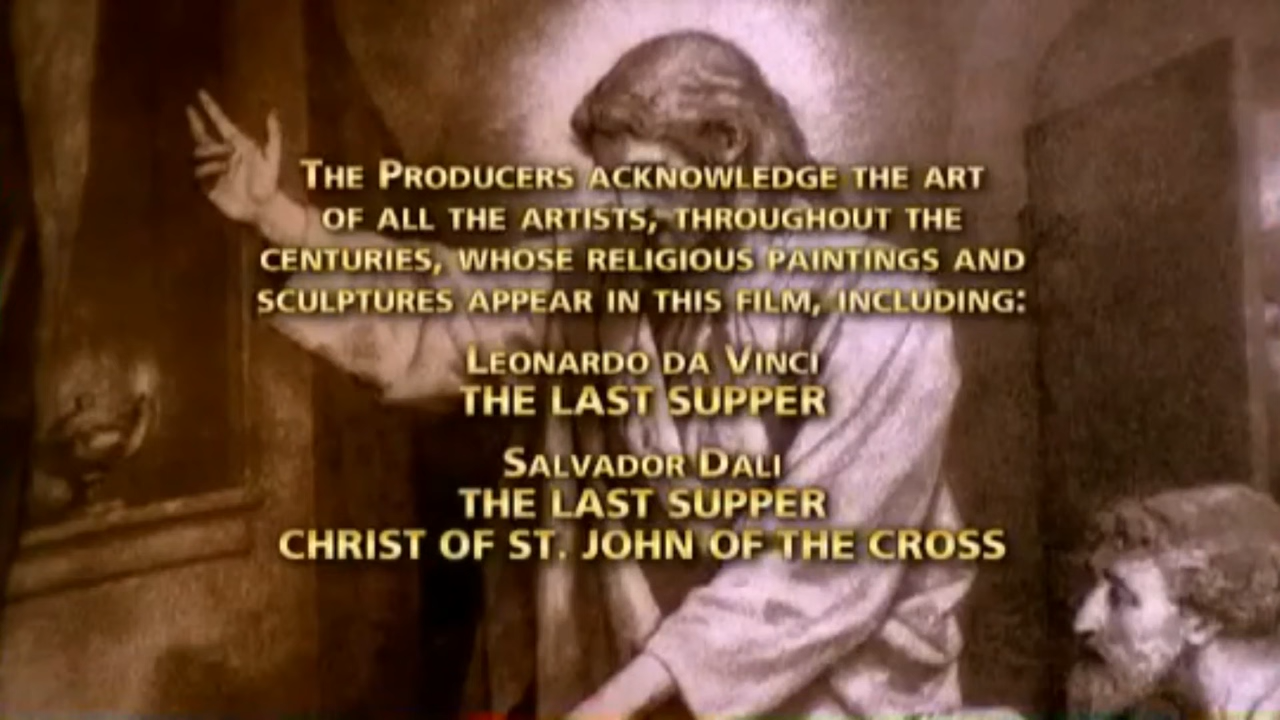 The Producers acknowledge the art
of all the artists, throughout the
centuries, whose religious paintings and
sculptures appear in this film, including:
Leonardo da Vinci
THE LAST SUPPER
Salvador Dali
THE LAST SUPPER
CHRIST OF ST. JOHN OF THE CROSS